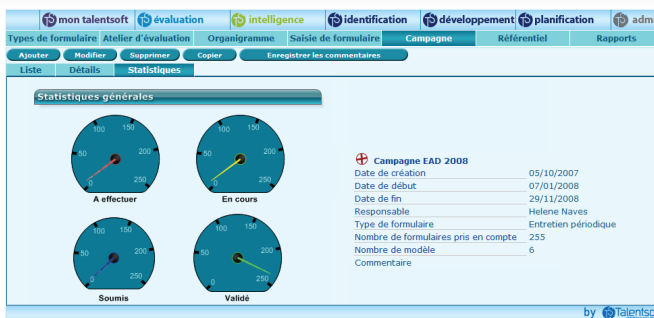 mon talentsoft évaluation intelligence identification développement planification adm
Types de formulaire Atelier d'évaluation Organigramme Saisie de formulaire Campagne Référentiel Rapports
Ajouter Modifier Supprimer Copier Enregistrer les commentaires
Liste Détails Statistiques
Statistiques générales
100 150
50 200
0 250
A effectuer
100 150
50 200
0 250
En cours
100 150
50 200
0 250
Soumis
100 150
50 200
0 250
Validé
Campagne EAD 2008
Date de création 05/10/2007
Date de début 07/01/2008
Date de fin 29/11/2008
Responsable Helene Naves
Type de formulaire Entretien périodique
Nombre de formulaires pris en compte 255
Nombre de modèle 6
Commentaire
by Talentso